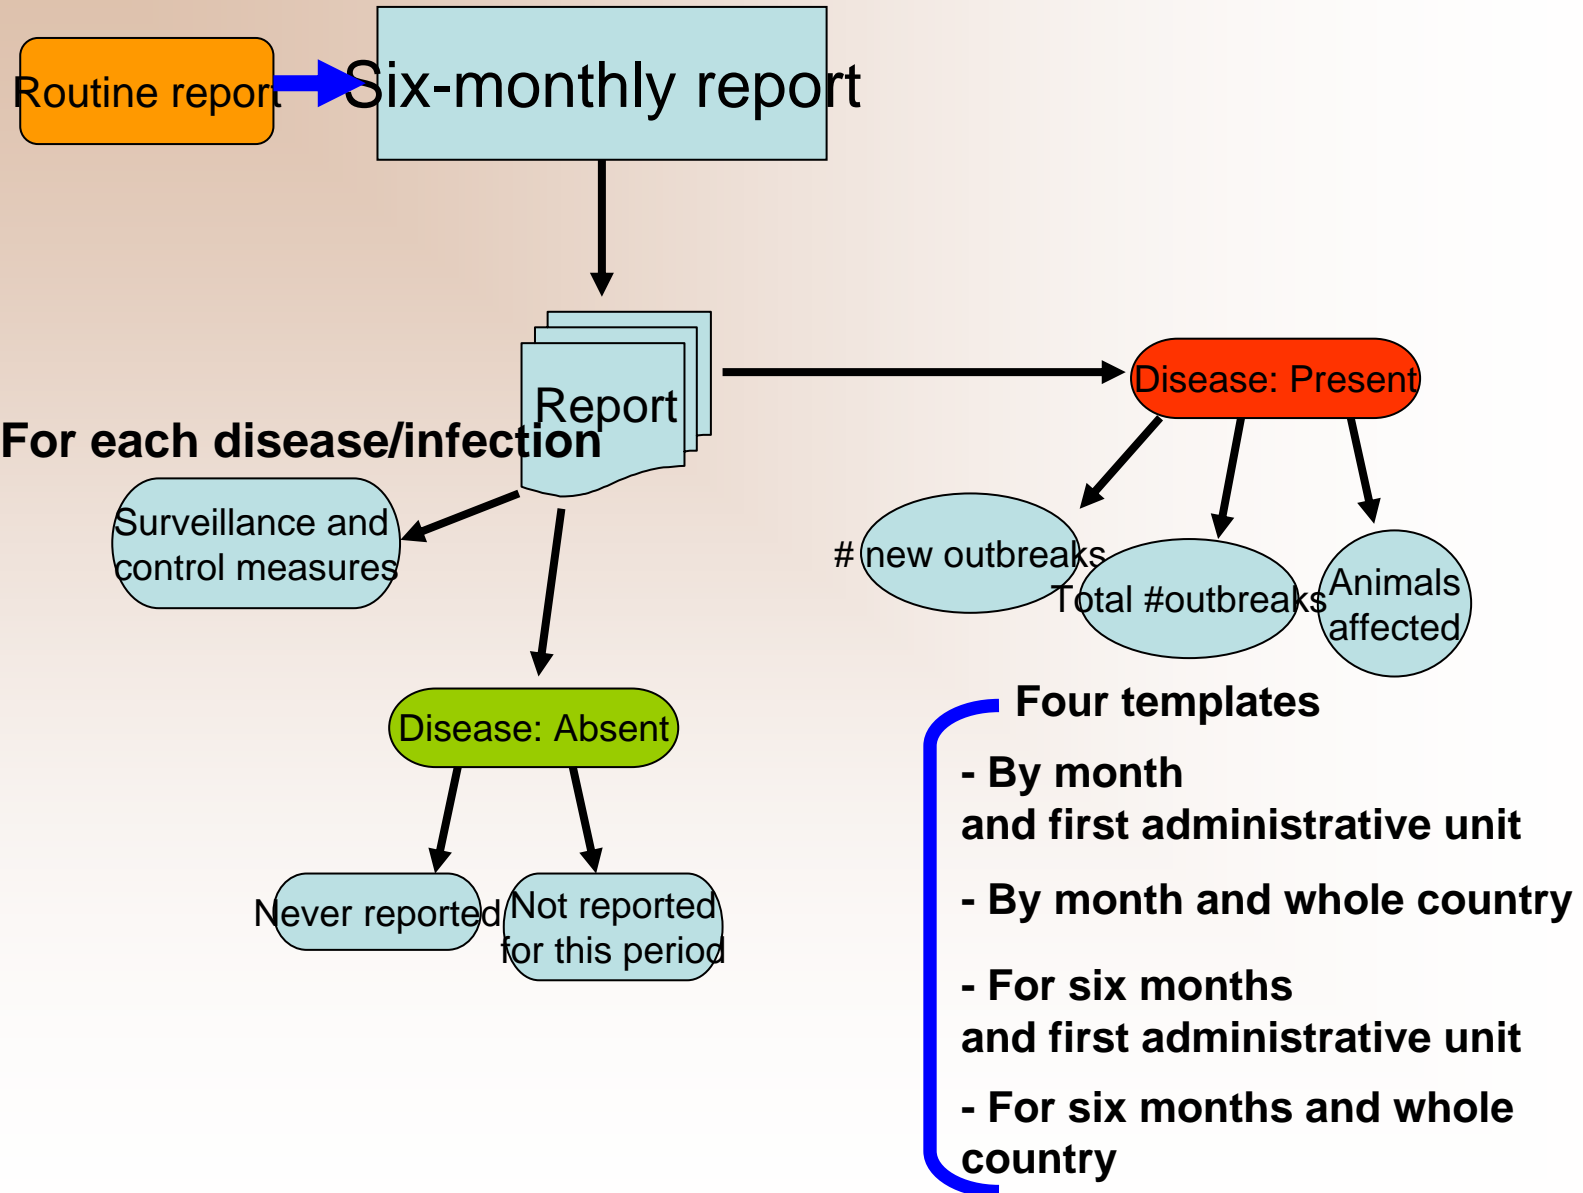 Routine report
Six-monthly report
Report
For each disease/infection
Surveillance and
control measures
Disease: Present
# new outbreaks
Total #outbreaks
Animals
affected
Disease: Absent
Never reported
Not reported
for this period
Four templates
- By month
and first administrative unit
- By month and whole country
- For six months
and first administrative unit
- For six months and whole
country